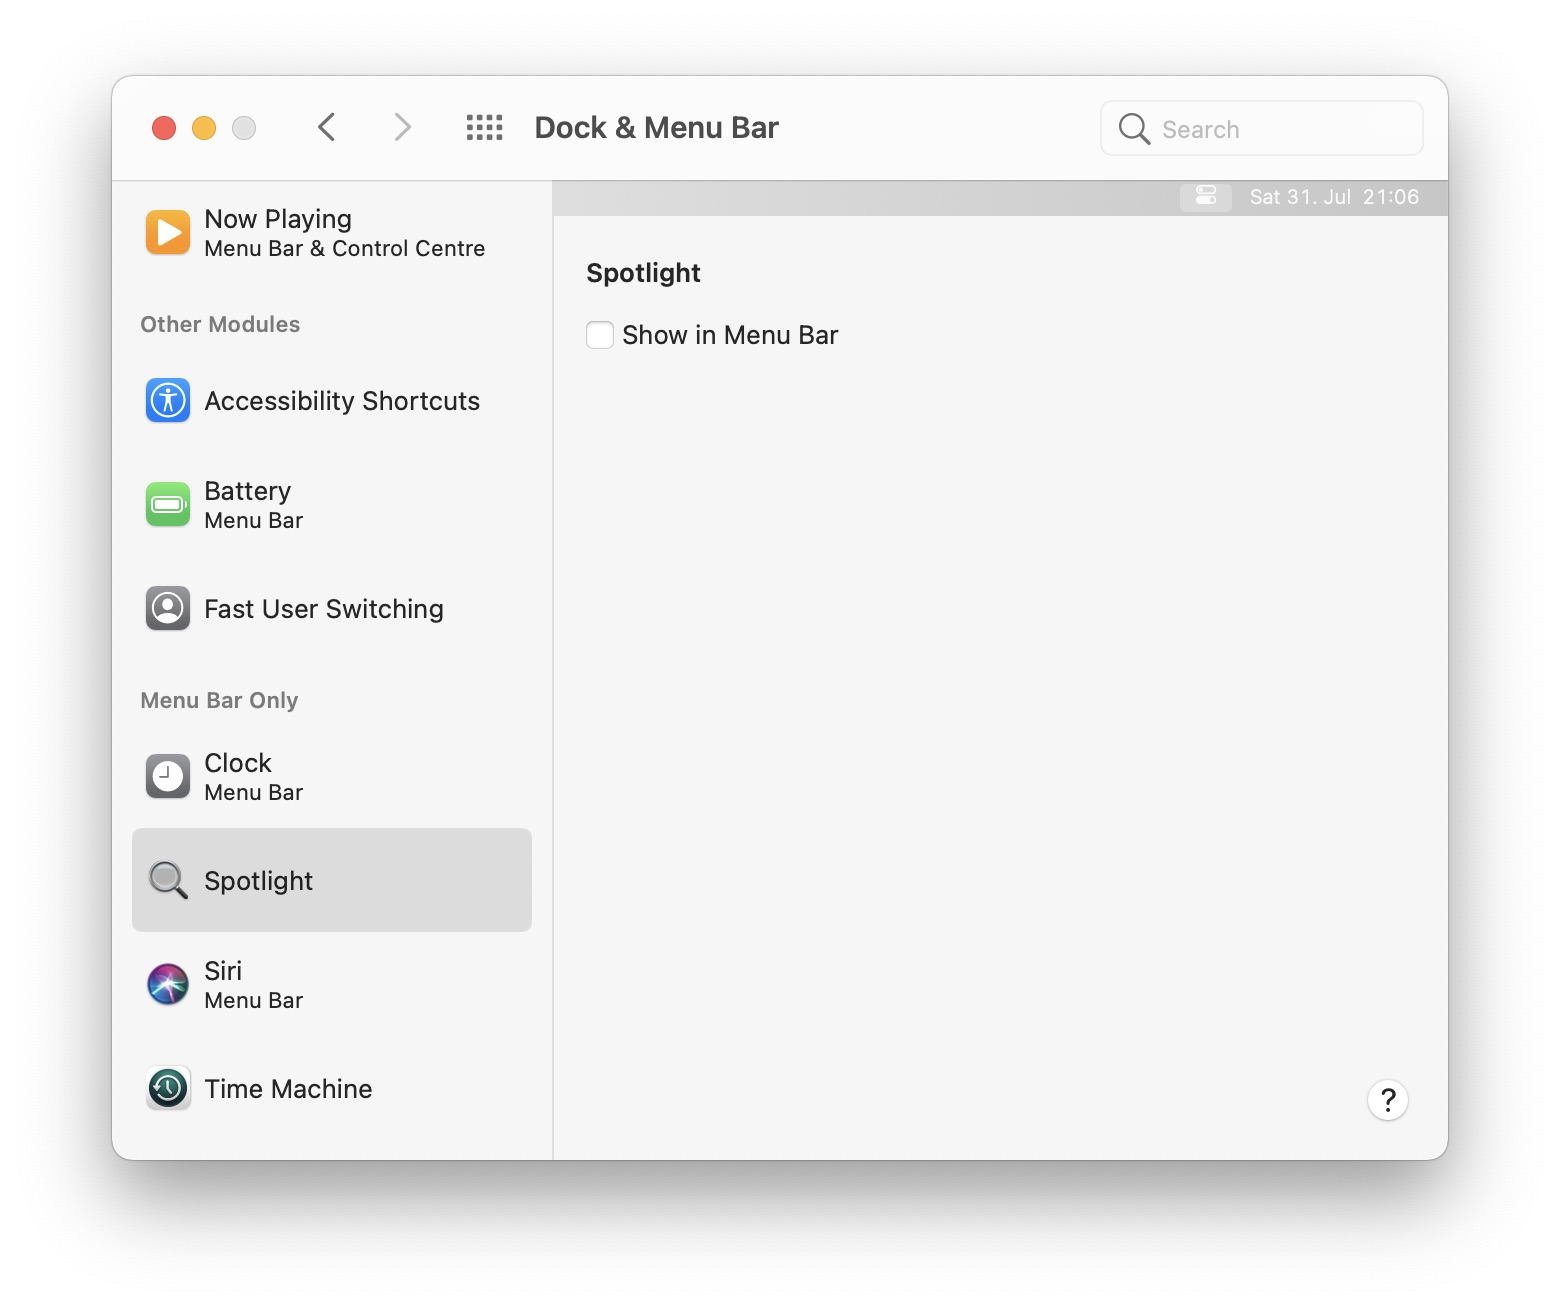 Dock & Menu Bar
Search
Now Playing
Menu Bar & Control Centre
Other Modules
Accessibility Shortcuts
Battery
Menu Bar
Fast User Switching
Menu Bar Only
Clock
Menu Bar
Spotlight
Siri
Menu Bar
Time Machine
Sat 31. Jul 21:06
Spotlight
Show in Menu Bar
?